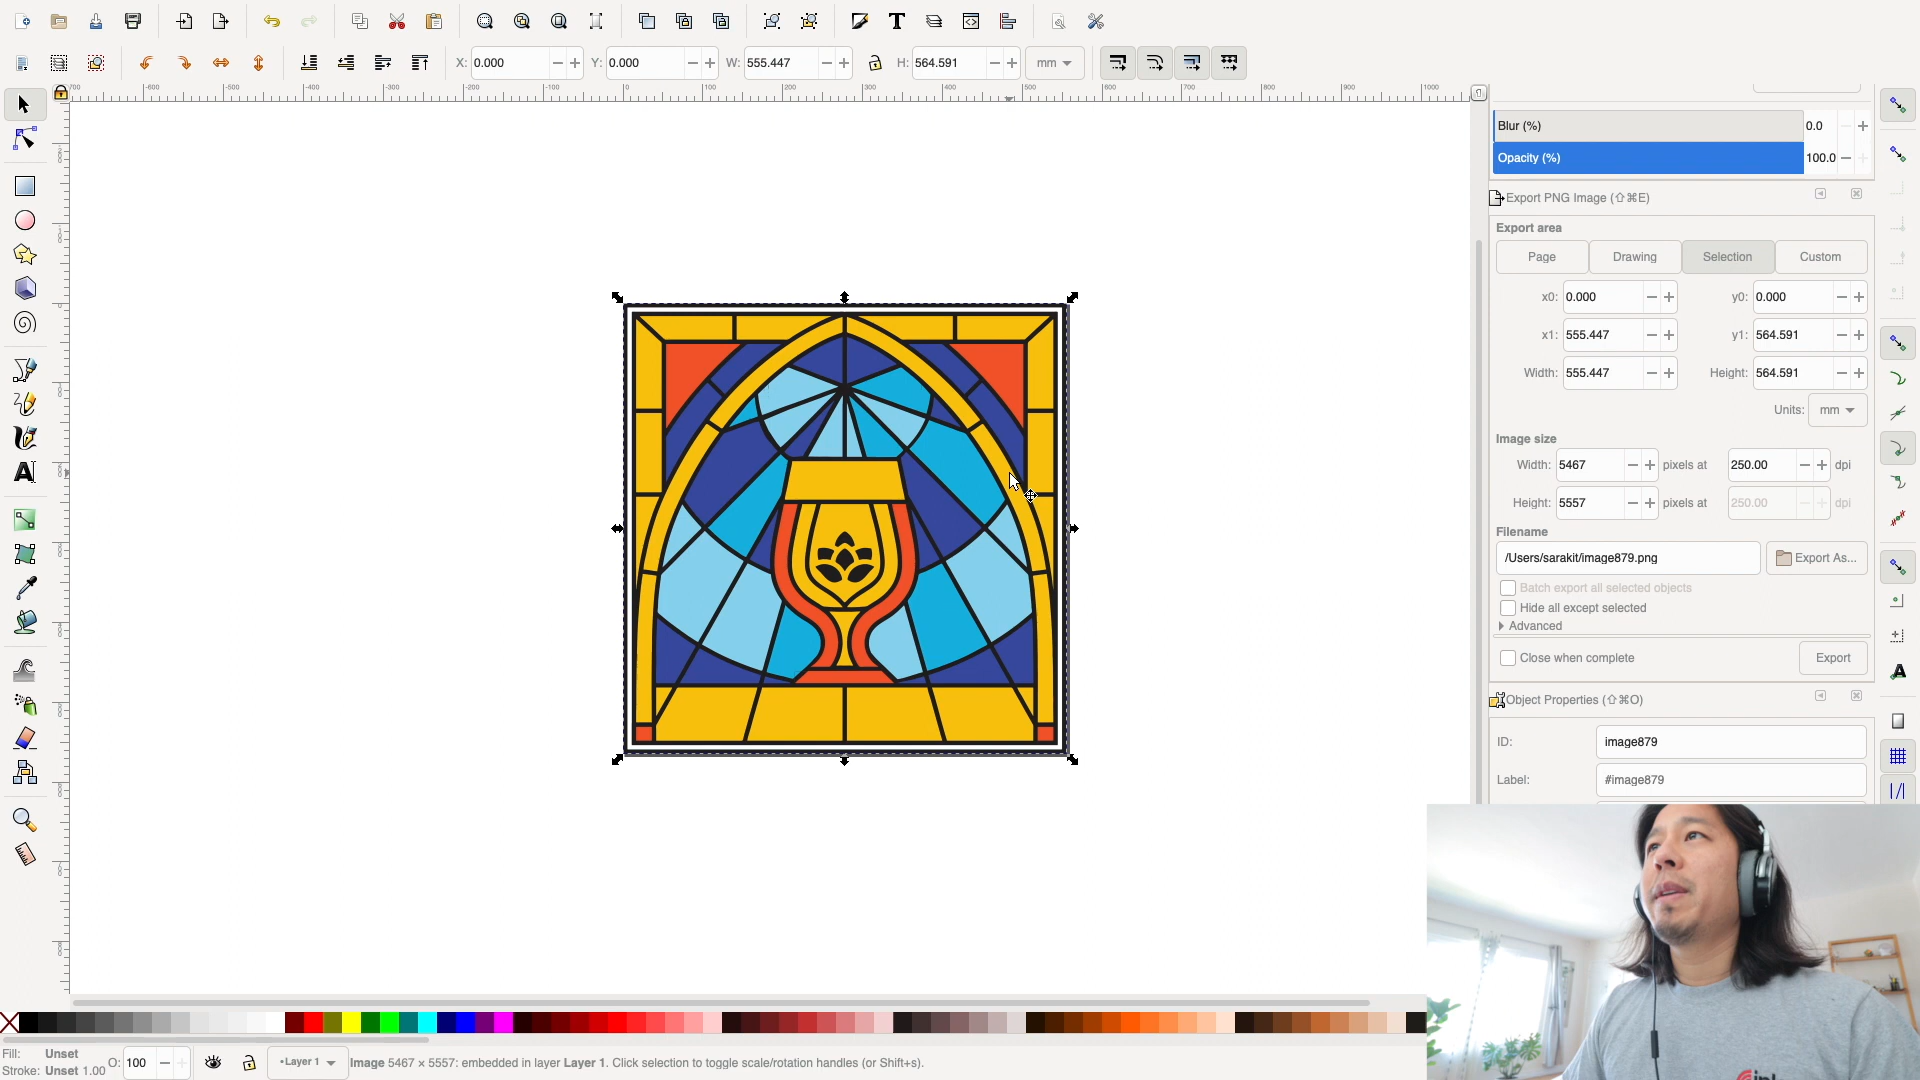 X: 0.000 Y: 0.000 W: 555.447 H: 564.591 mm
Blur (%) 0.0
Opacity (%) 100.0
Export PNG Image (⇧⌘E)
Export area
Page Drawing Selection Custom
x0: 0.000 y0: 0.000
x1: 555.447 y1: 564.591
Width: 555.447 Height: 564.591
Units: mm
Image size
Width: 5467 pixels at 250.00 dpi
Height: 5557 pixels at 250.00 dpi
Filename
/Users/sarakit/image879.png Export As...
Batch export all selected objects
Hide all except selected
Advanced
Close when complete Export
Object Properties (⇧⌘O)
ID: image879
Label: #image879
Fill: Unset
Stroke: Unset 1.00
O: 100
•Layer 1
Image 5467 × 5557: embedded in layer Layer 1. Click selection to toggle scale/rotation handles (or Shift+s).